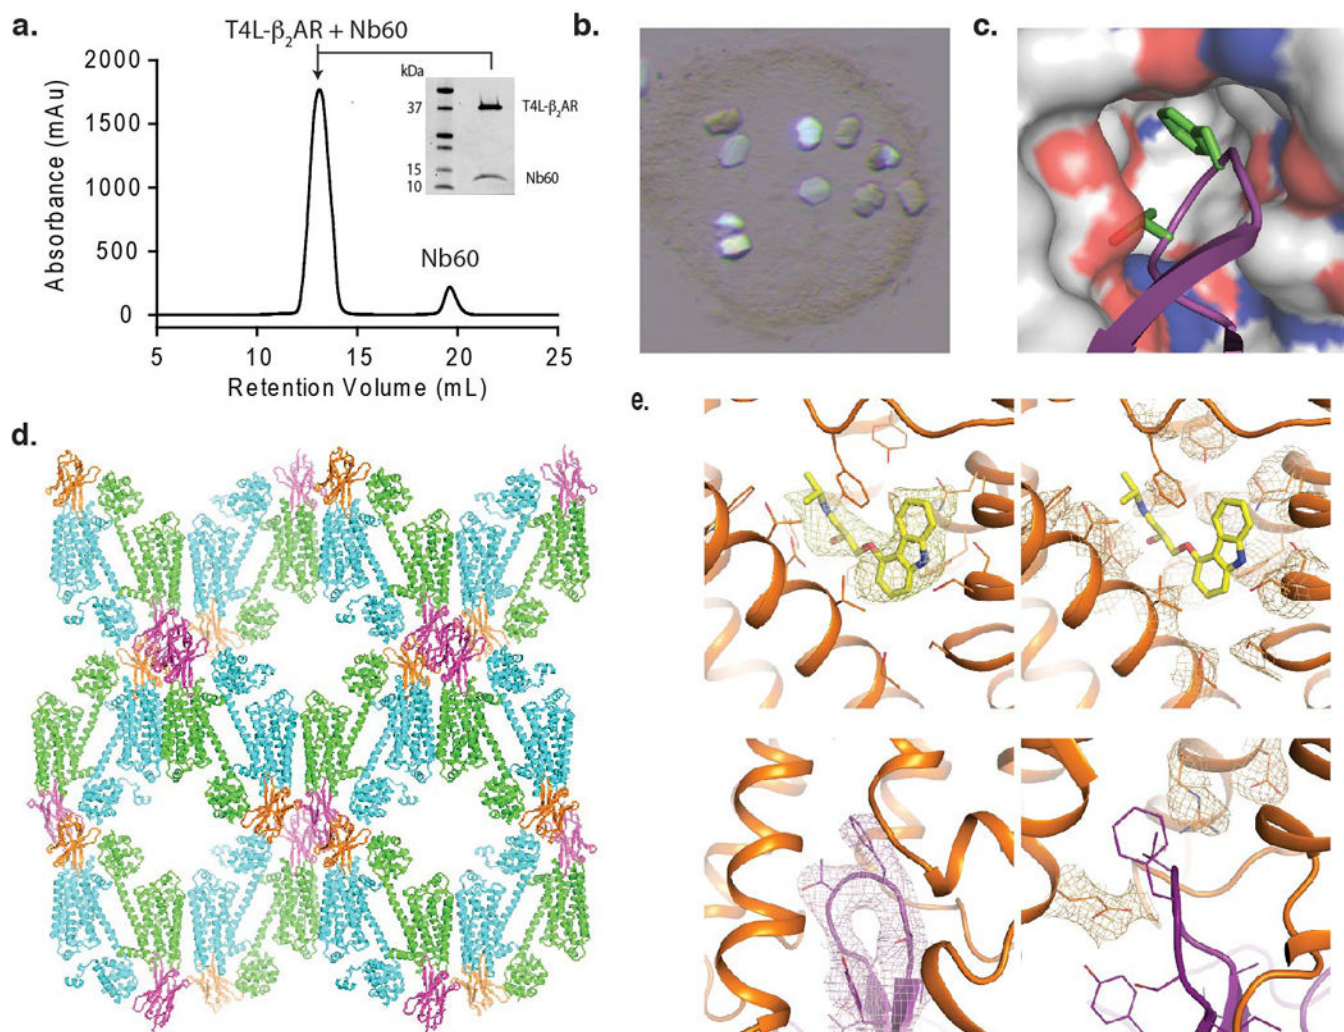 a.
T4L-β₂AR + Nb60
Absorbance (mAu)
2000
1500
1000
500
0
5
10
15
20
25
Retention Volume (mL)
Nb60
kDa
37
15
10
T4L-β₂AR
Nb60
b.
c.
d.
e.